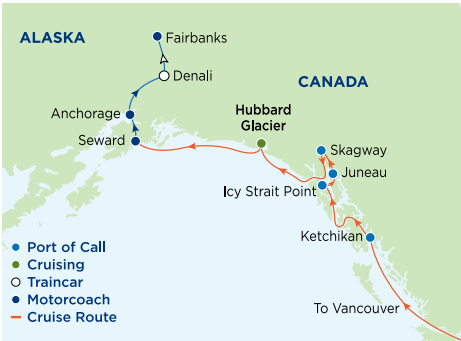 ALASKA
Fairbanks
Denali
CANADA
Anchorage
Hubbard
Glacier
Seward
Skagway
Juneau
Icy Strait Point
Ketchikan
Port of Call
Cruising
Traincar
Motorcoach
Cruise Route
To Vancouver